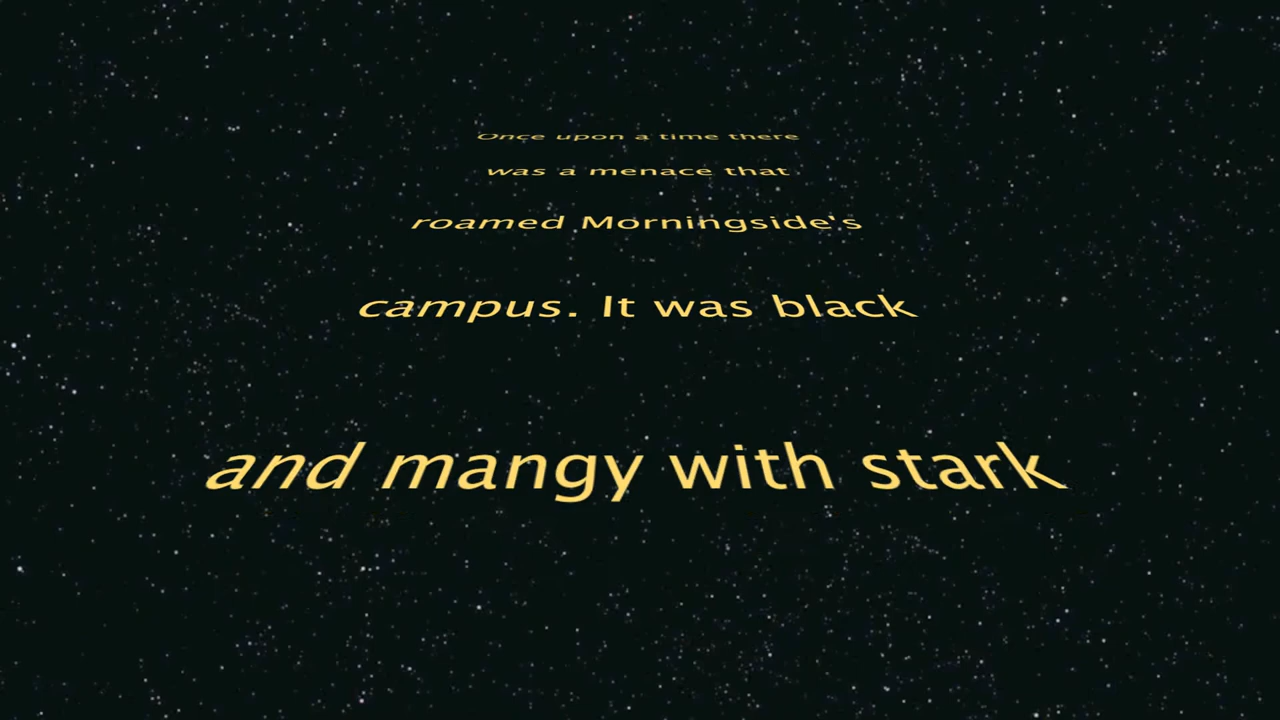 Once upon a time there
was a menace that
roamed Morningside's
campus. It was black
and mangy with stark